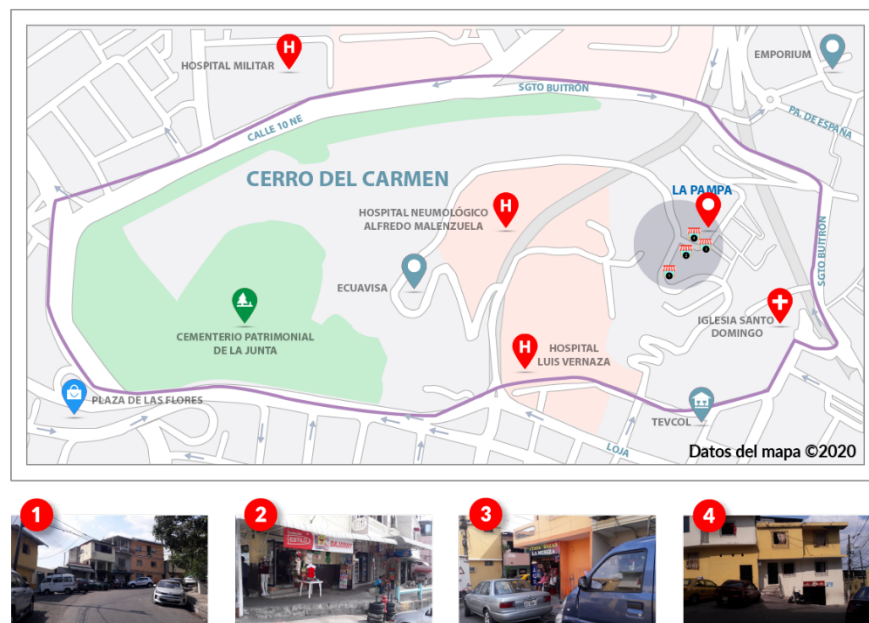 HOSPITAL MILITAR
H
EMPORIUM
SGTO BUITRÓN
CALLE 10 NE
PA. DE ESPAÑA
CERRO DEL CARMEN
LA PAMPA
HOSPITAL NEUMOLÓGICO
ALFREDO MALENZUELA
H
ECUAVISA
SGTO BUITRÓN
CEMENTERIO PATRIMONIAL
DE LA JUNTA
IGLESIA SANTO
DOMINGO
H
HOSPITAL
LUIS VERNAZA
PLAZA DE LAS FLORES
TEVCOL
LOJA
Datos del mapa ©2020
1
2
3
4